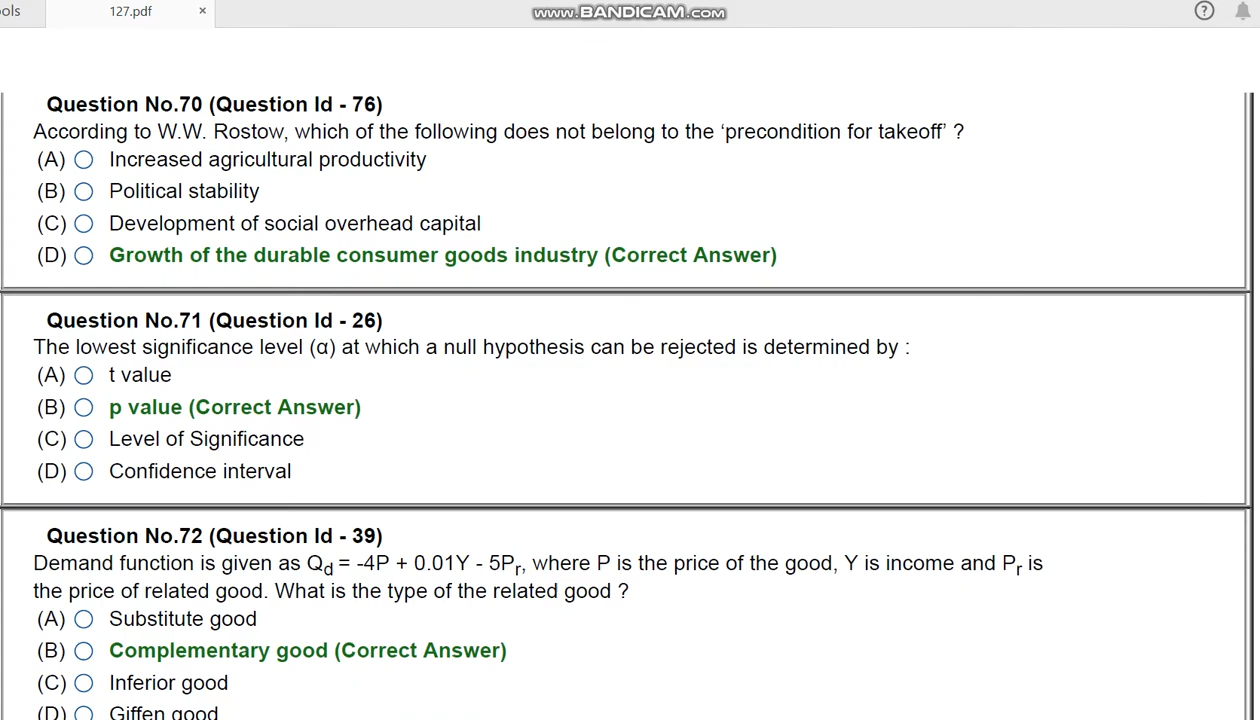 ols
127.pdf
×
www.BANDICAM.com
?
Question No.70 (Question Id - 76)
According to W.W. Rostow, which of the following does not belong to the ‘precondition for takeoff’ ?
(A) Increased agricultural productivity
(B) Political stability
(C) Development of social overhead capital
(D) Growth of the durable consumer goods industry (Correct Answer)
Question No.71 (Question Id - 26)
The lowest significance level (α) at which a null hypothesis can be rejected is determined by :
(A) t value
(B) p value (Correct Answer)
(C) Level of Significance
(D) Confidence interval
Question No.72 (Question Id - 39)
Demand function is given as Qd = -4P + 0.01Y - 5Pr, where P is the price of the good, Y is income and Pr is
the price of related good. What is the type of the related good ?
(A) Substitute good
(B) Complementary good (Correct Answer)
(C) Inferior good
(D) Giffen good